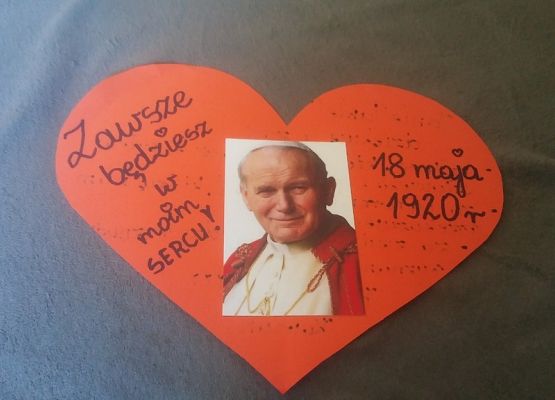 Zawsze
będziesz
w
moim
SERCU!
18 maja
1920 r